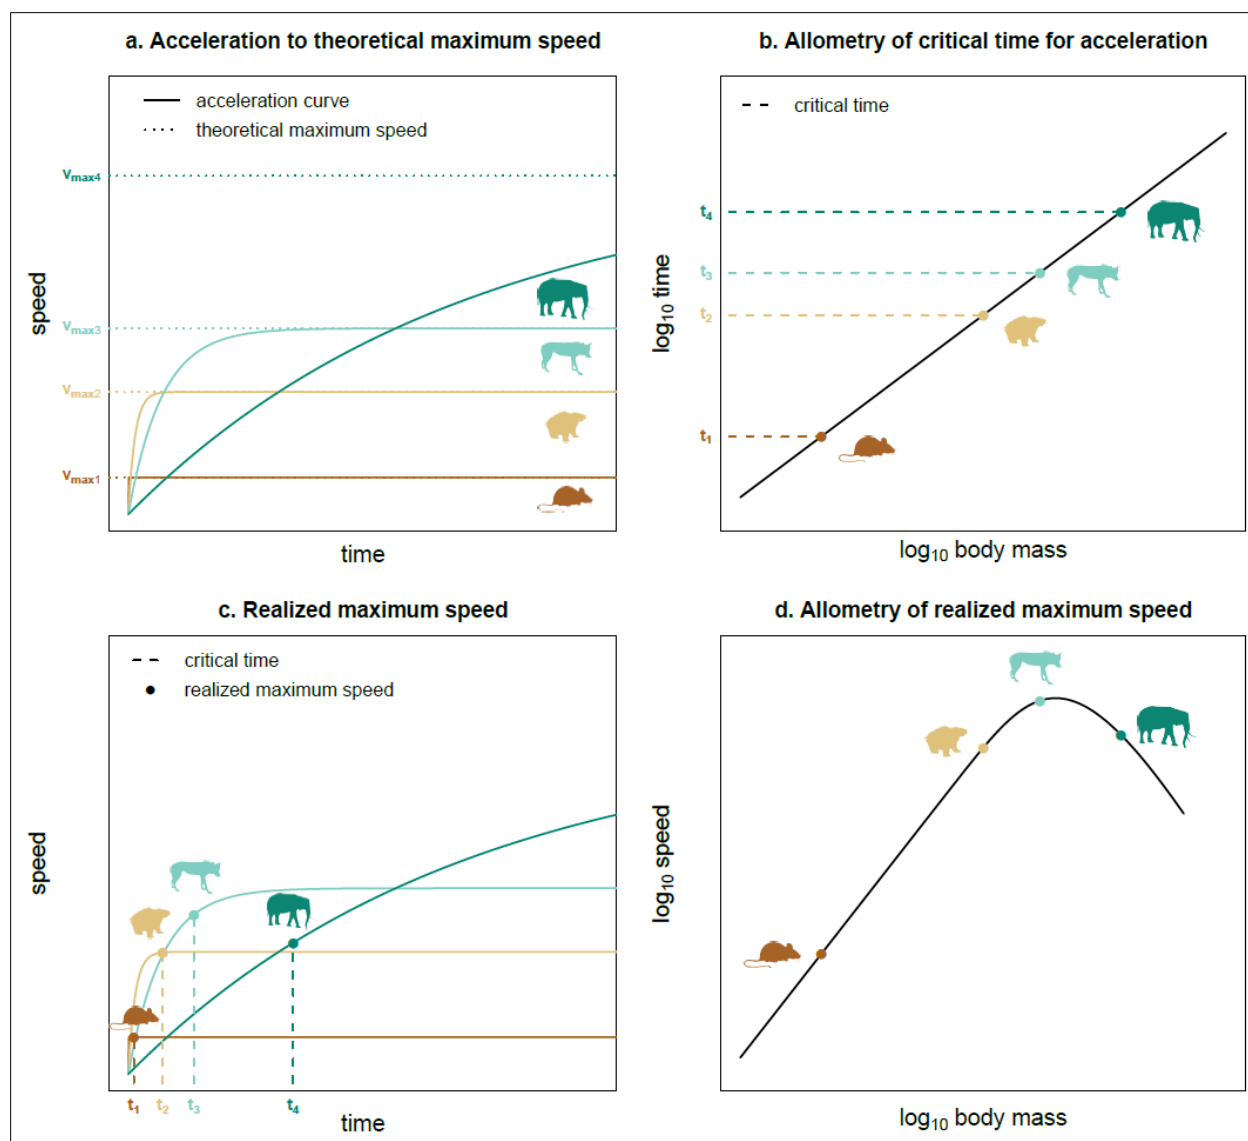 a. Acceleration to theoretical maximum speed
acceleration curve
theoretical maximum speed
vmax4
vmax3
vmax2
vmax1
speed
time
b. Allometry of critical time for acceleration
critical time
t4
t3
t2
t1
log10 time
log10 body mass
c. Realized maximum speed
critical time
realized maximum speed
speed
t1 t2 t3 t4
time
d. Allometry of realized maximum speed
log10 speed
log10 body mass